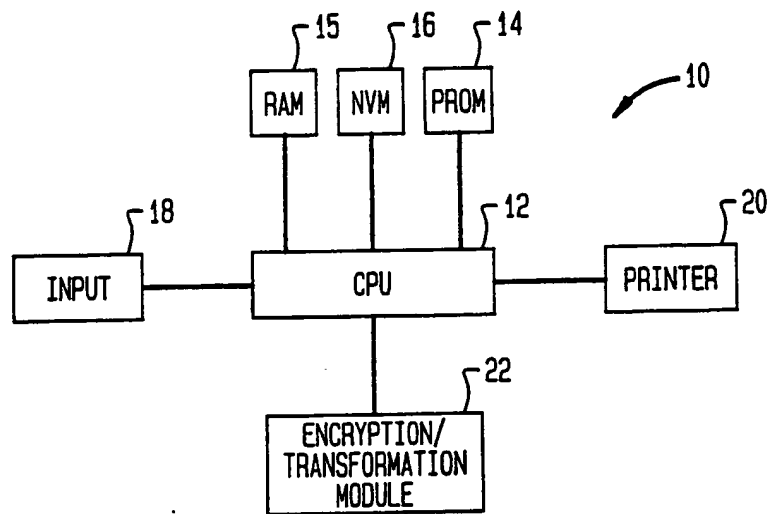 15
16
14
10
RAM
NVM
PROM
18
12
20
INPUT
CPU
PRINTER
22
ENCRYPTION/
TRANSFORMATION
MODULE